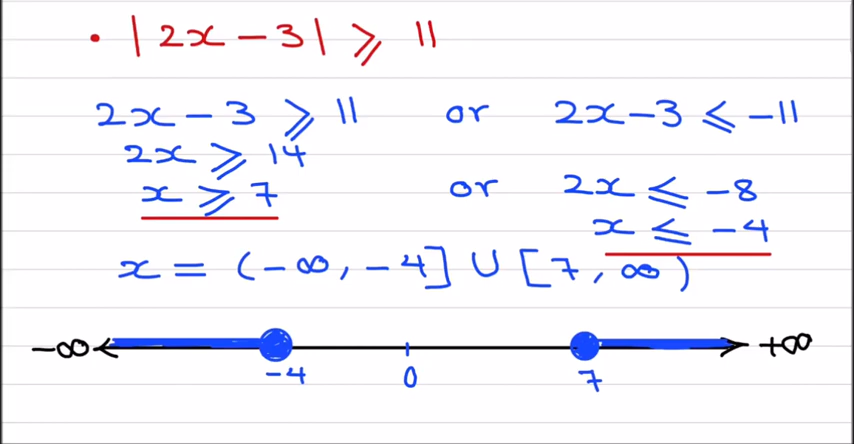 • |2x - 3| ⩾ 11
2x - 3 ⩾ 11 or 2x - 3 ⩽ -11
2x ⩾ 14
x ⩾ 7 or 2x ⩽ -8
x ⩽ -4
x = (-∞, -4] ∪ [7, ∞)
-∞ +∞
-4 0 7